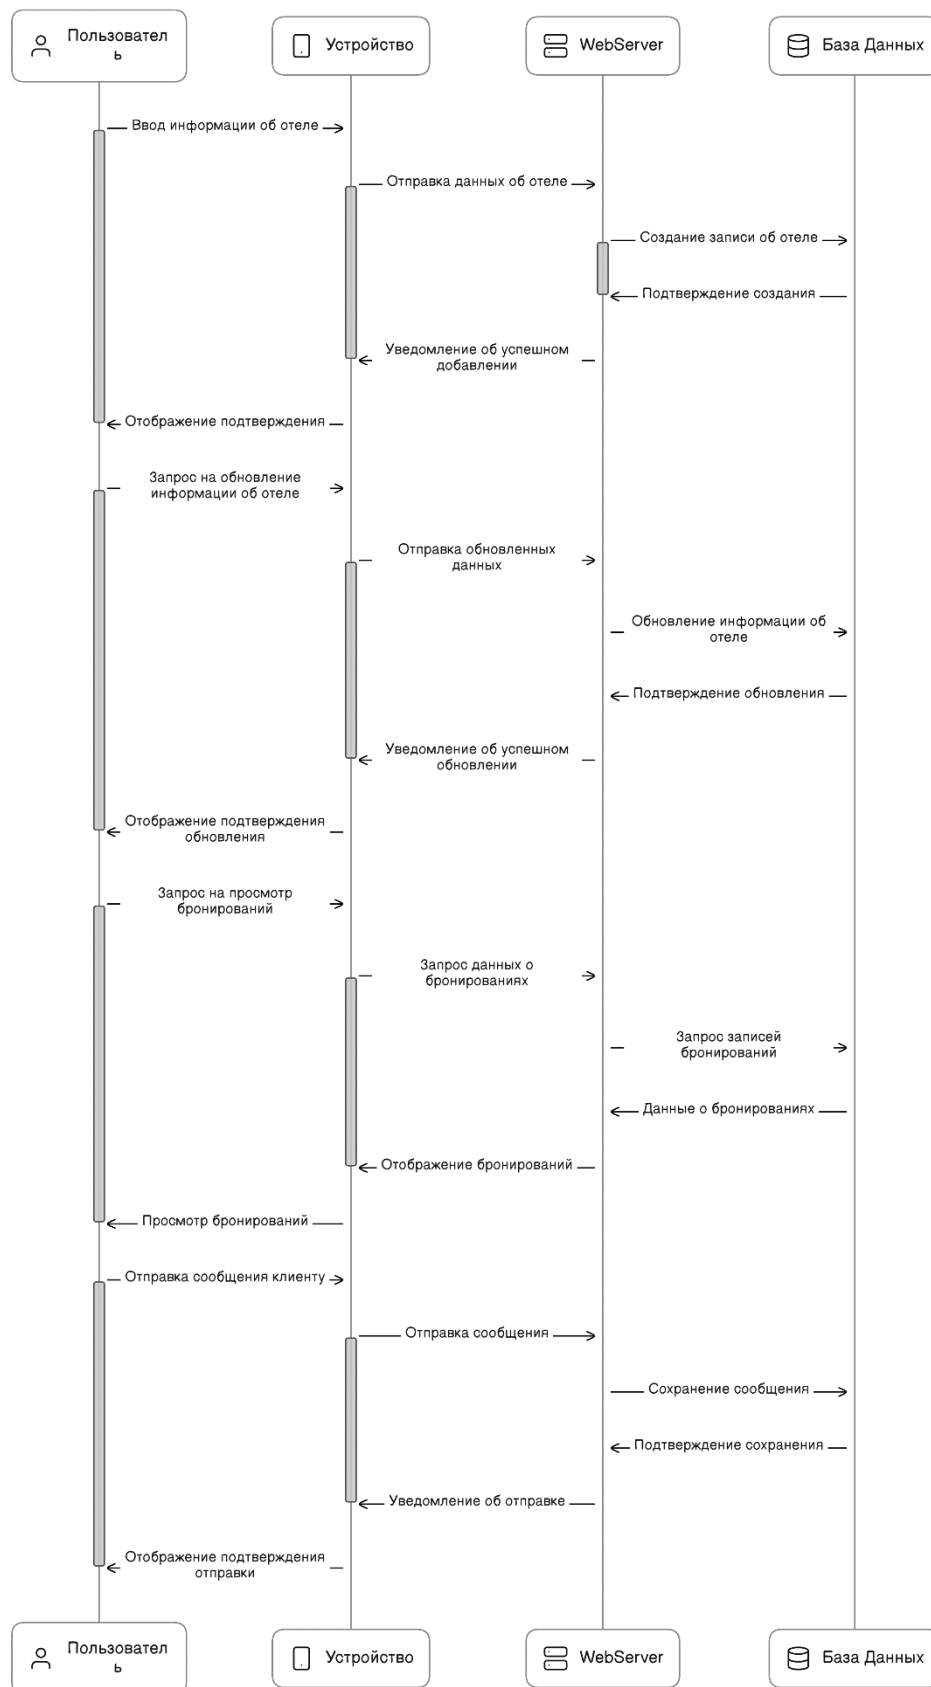 Пользовател
ь
Устройство
WebServer
База Данных
Ввод информации об отеле
Отправка данных об отеле
Создание записи об отеле
Подтверждение создания
Уведомление об успешном
добавлении
Отображение подтверждения
Запрос на обновление
информации об отеле
Отправка обновленных
данных
Обновление информации об
отеле
Подтверждение обновления
Уведомление об успешном
обновлении
Отображение подтверждения
обновления
Запрос на просмотр
бронирований
Запрос данных о
бронированиях
Запрос записей
бронирований
Данные о бронированиях
Отображение бронирований
Просмотр бронирований
Отправка сообщения клиенту
Отправка сообщения
Сохранение сообщения
Подтверждение сохранения
Уведомление об отправке
Отображение подтверждения
отправки
Пользовател
ь
Устройство
WebServer
База Данных